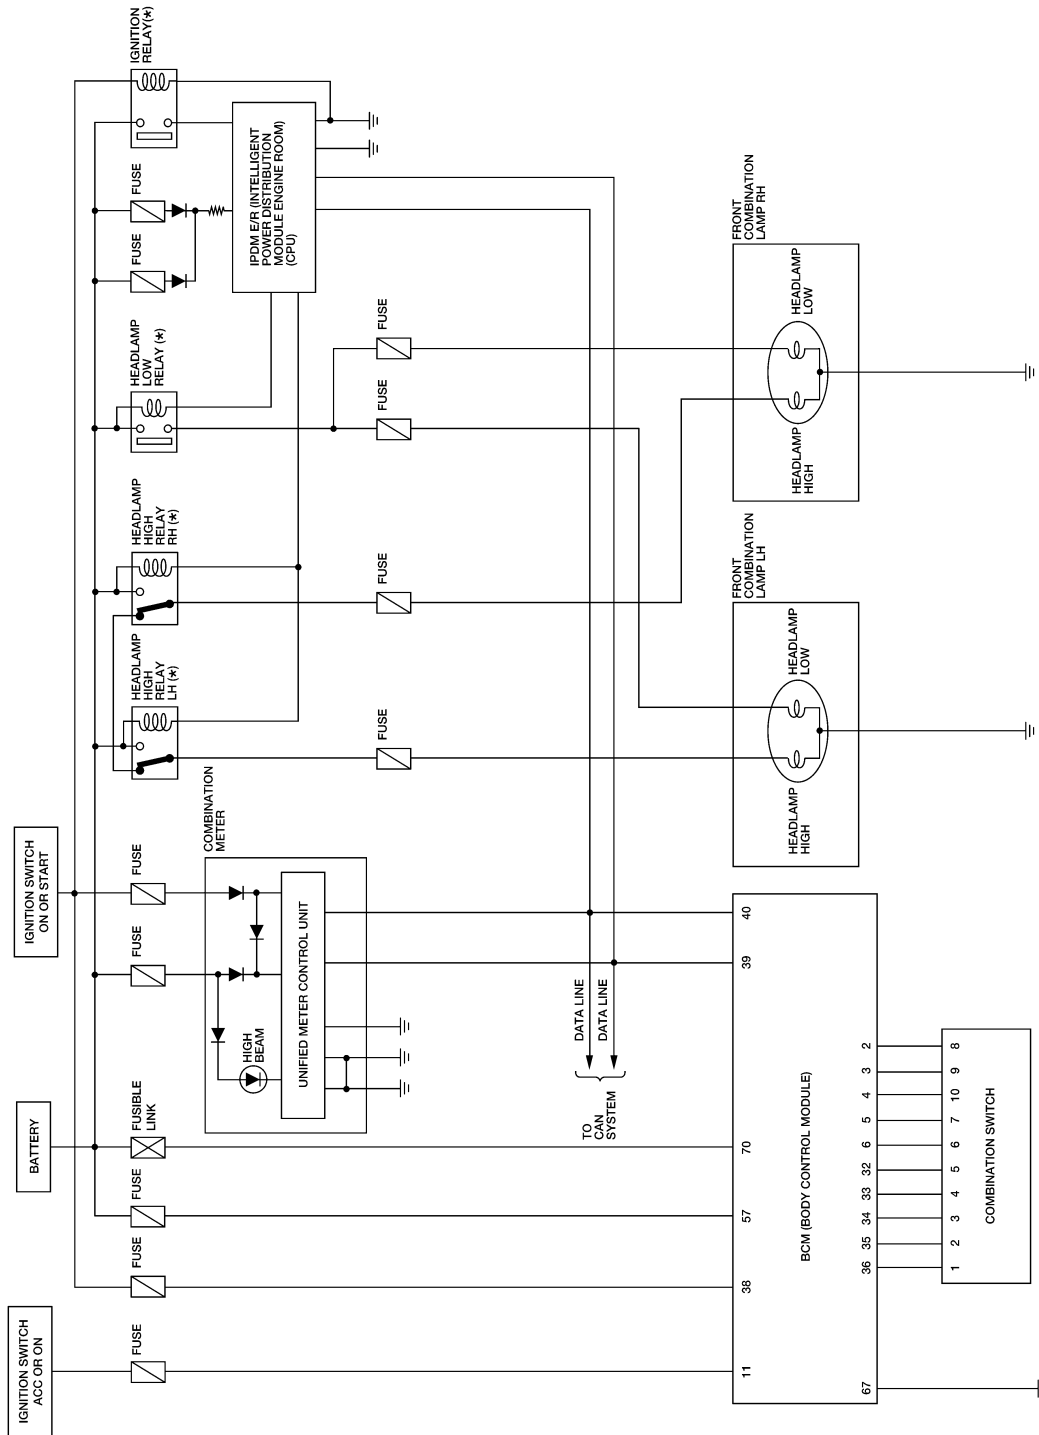 IGNITION SWITCH
ACC OR ON
BATTERY
IGNITION SWITCH
ON OR START
FUSE
FUSE
FUSE
FUSIBLE
LINK
FUSE
FUSE
HEADLAMP
HIGH
RELAY
LH (*)
HEADLAMP
HIGH
RELAY
RH (*)
HEADLAMP
LOW
RELAY (*)
FUSE
FUSE
IGNITION
RELAY(*)
COMBINATION
METER
HIGH
BEAM
UNIFIED METER CONTROL UNIT
IPDM E/R (INTELLIGENT
POWER DISTRIBUTION
MODULE ENGINE ROOM)
(CPU)
FUSE
FUSE
FUSE
FUSE
TO
CAN
SYSTEM
DATA LINE
DATA LINE
FRONT
COMBINATION
LAMP LH
HEADLAMP
HIGH
HEADLAMP
LOW
FRONT
COMBINATION
LAMP RH
HEADLAMP
HIGH
HEADLAMP
LOW
11
38
57
70
39
40
BCM (BODY CONTROL MODULE)
67
36
35
34
33
32
6
5
4
3
2
1
2
3
4
5
6
7
10
9
8
COMBINATION SWITCH